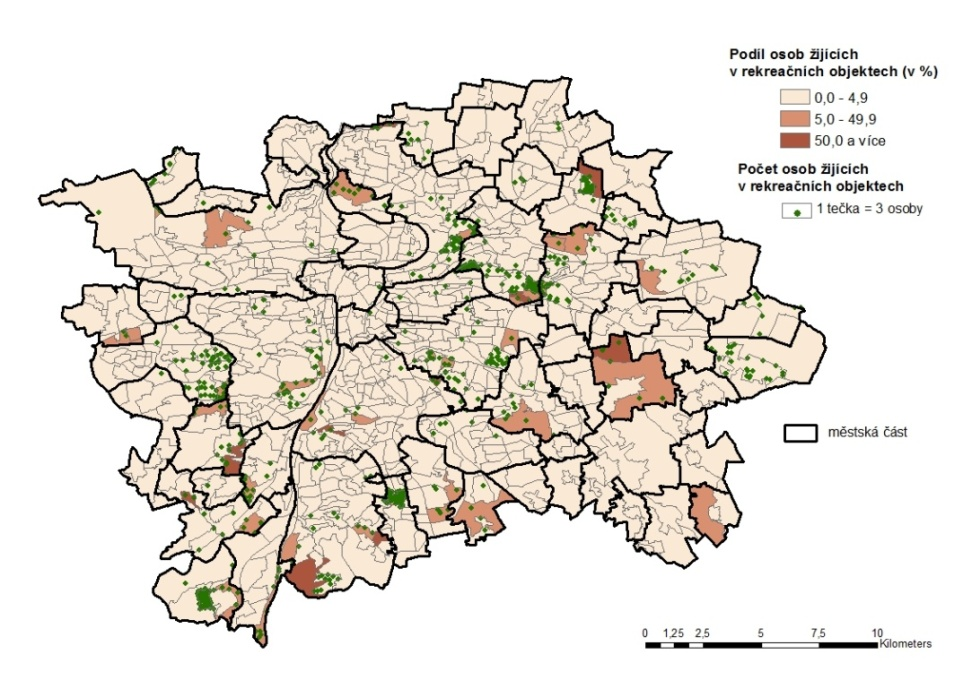 Podíl osob žijících
v rekreačních objektech (v %)
0,0 - 4,9
5,0 - 49,9
50,0 a více
Počet osob žijících
v rekreačních objektech
1 tečka = 3 osoby
městská část
0 1,25 2,5 5 7,5 10
Kilometers